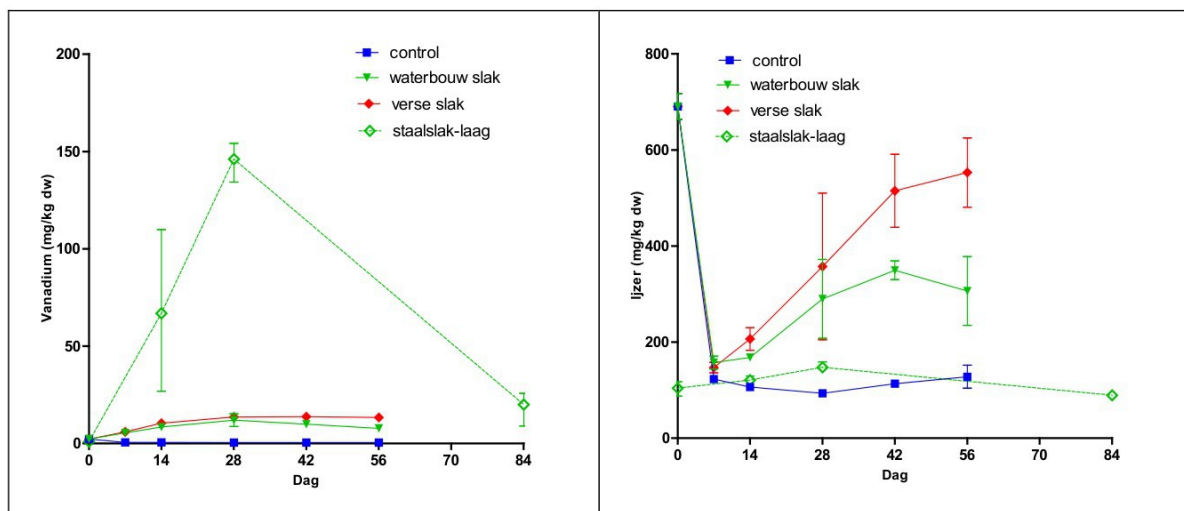 200
150
100
50
0
Vanadium (mg/kg dw)
control
waterbouw slak
verse slak
staalslak-laag
0 14 28 42 56 70 84
Dag
800
600
400
200
0
Ijzer (mg/kg dw)
control
waterbouw slak
verse slak
staalslak-laag
0 14 28 42 56 70 84
Dag